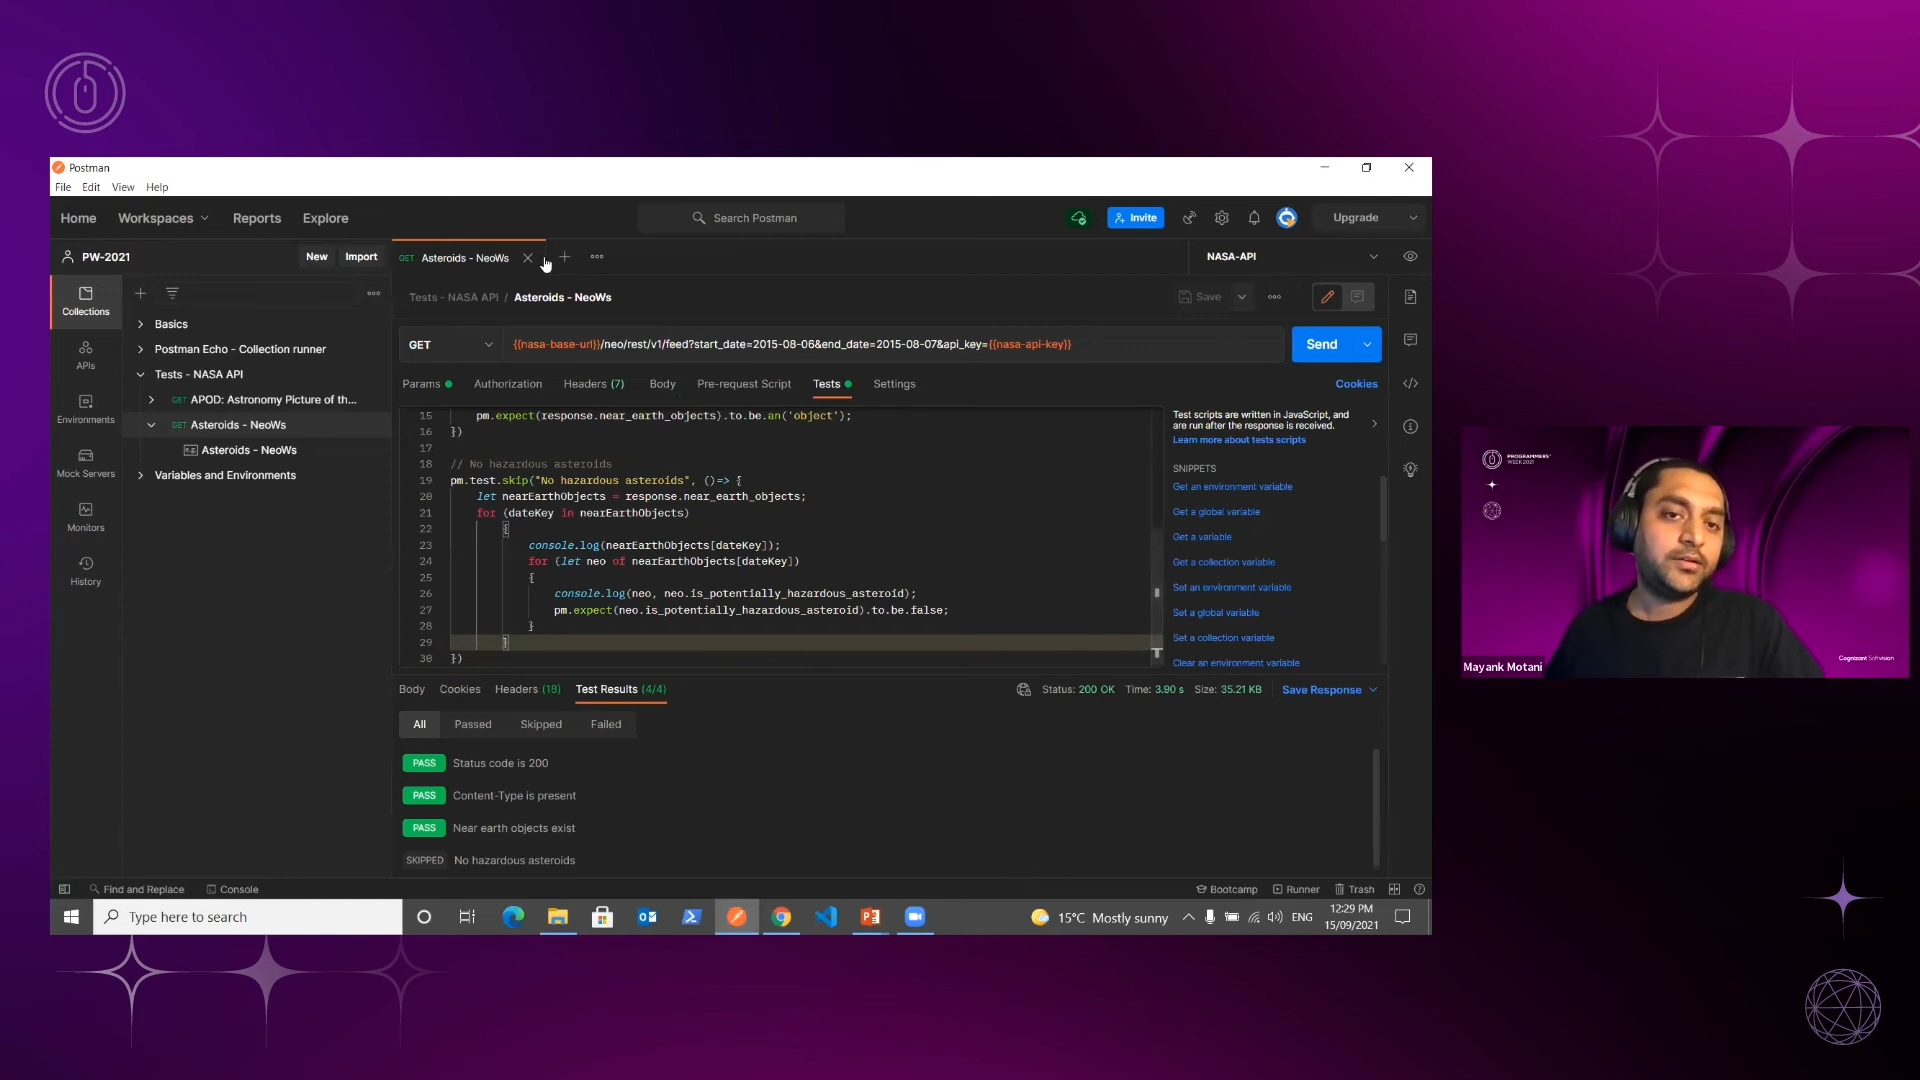 Postman
File Edit View Help
Home Workspaces Reports Explore
Search Postman
Invite
Upgrade
PW-2021
New Import
GET Asteroids - NeoWs
NASA-API
Collections
APIs
Environments
Mock Servers
Monitors
History
Basics
Postman Echo - Collection runner
Tests - NASA API
GET APOD: Astronomy Picture of th...
GET Asteroids - NeoWs
Asteroids - NeoWs
Variables and Environments
Tests - NASA API / Asteroids - NeoWs
Save
GET
{{nasa-base-url}}/neo/rest/v1/feed?start_date=2015-08-06&end_date=2015-08-07&api_key={{nasa-api-key}}
Send
Params Authorization Headers (7) Body Pre-request Script Tests Settings
Cookies
15 pm.expect(response.near_earth_objects).to.be.an('object');
16 })
17
18 // No hazardous asteroids
19 pm.test.skip("No hazardous asteroids", ()=> {
20 let nearEarthObjects = response.near_earth_objects;
21 for (dateKey in nearEarthObjects)
22 {
23 console.log(nearEarthObjects[dateKey]);
24 for (let neo of nearEarthObjects[dateKey])
25 {
26 console.log(neo, neo.is_potentially_hazardous_asteroid);
27 pm.expect(neo.is_potentially_hazardous_asteroid).to.be.false;
28 }
29 }
30 })
Test scripts are written in JavaScript, and
are run after the response is received.
Learn more about tests scripts
SNIPPETS
Get an environment variable
Get a global variable
Get a variable
Get a collection variable
Set an environment variable
Set a global variable
Set a collection variable
Clear an environment variable
Body Cookies Headers (18) Test Results (4/4)
Status: 200 OK Time: 3.90 s Size: 35.21 KB
Save Response
All Passed Skipped Failed
PASS Status code is 200
PASS Content-Type is present
PASS Near earth objects exist
SKIPPED No hazardous asteroids
Find and Replace Console
Bootcamp Runner Trash
Type here to search
15°C Mostly sunny
ENG
12:29 PM
15/09/2021
PROGRAMMERS'
WEEK 2021
Mayank Motani
Cognizant Softvision